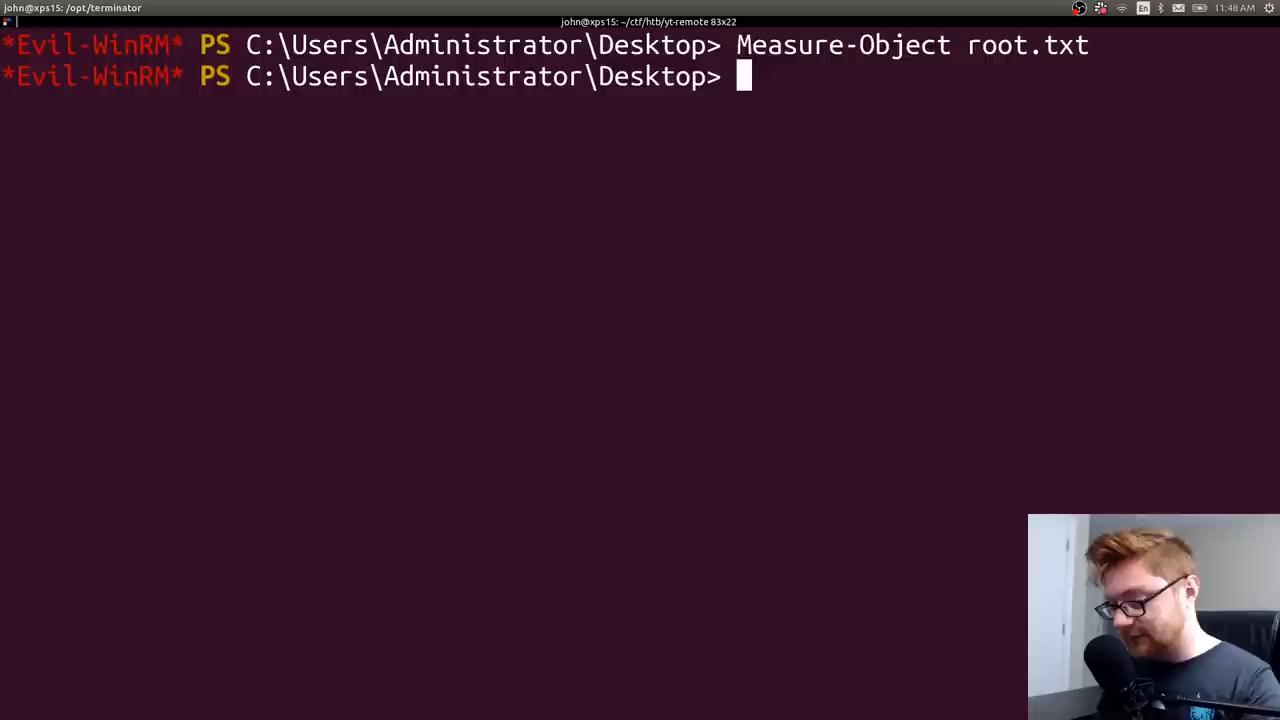 john@xps15: /opt/terminator
En
11:48 AM
john@xps15: ~/ctf/htb/yt-remote 83x22
*Evil-WinRM* PS C:\Users\Administrator\Desktop> Measure-Object root.txt
*Evil-WinRM* PS C:\Users\Administrator\Desktop>